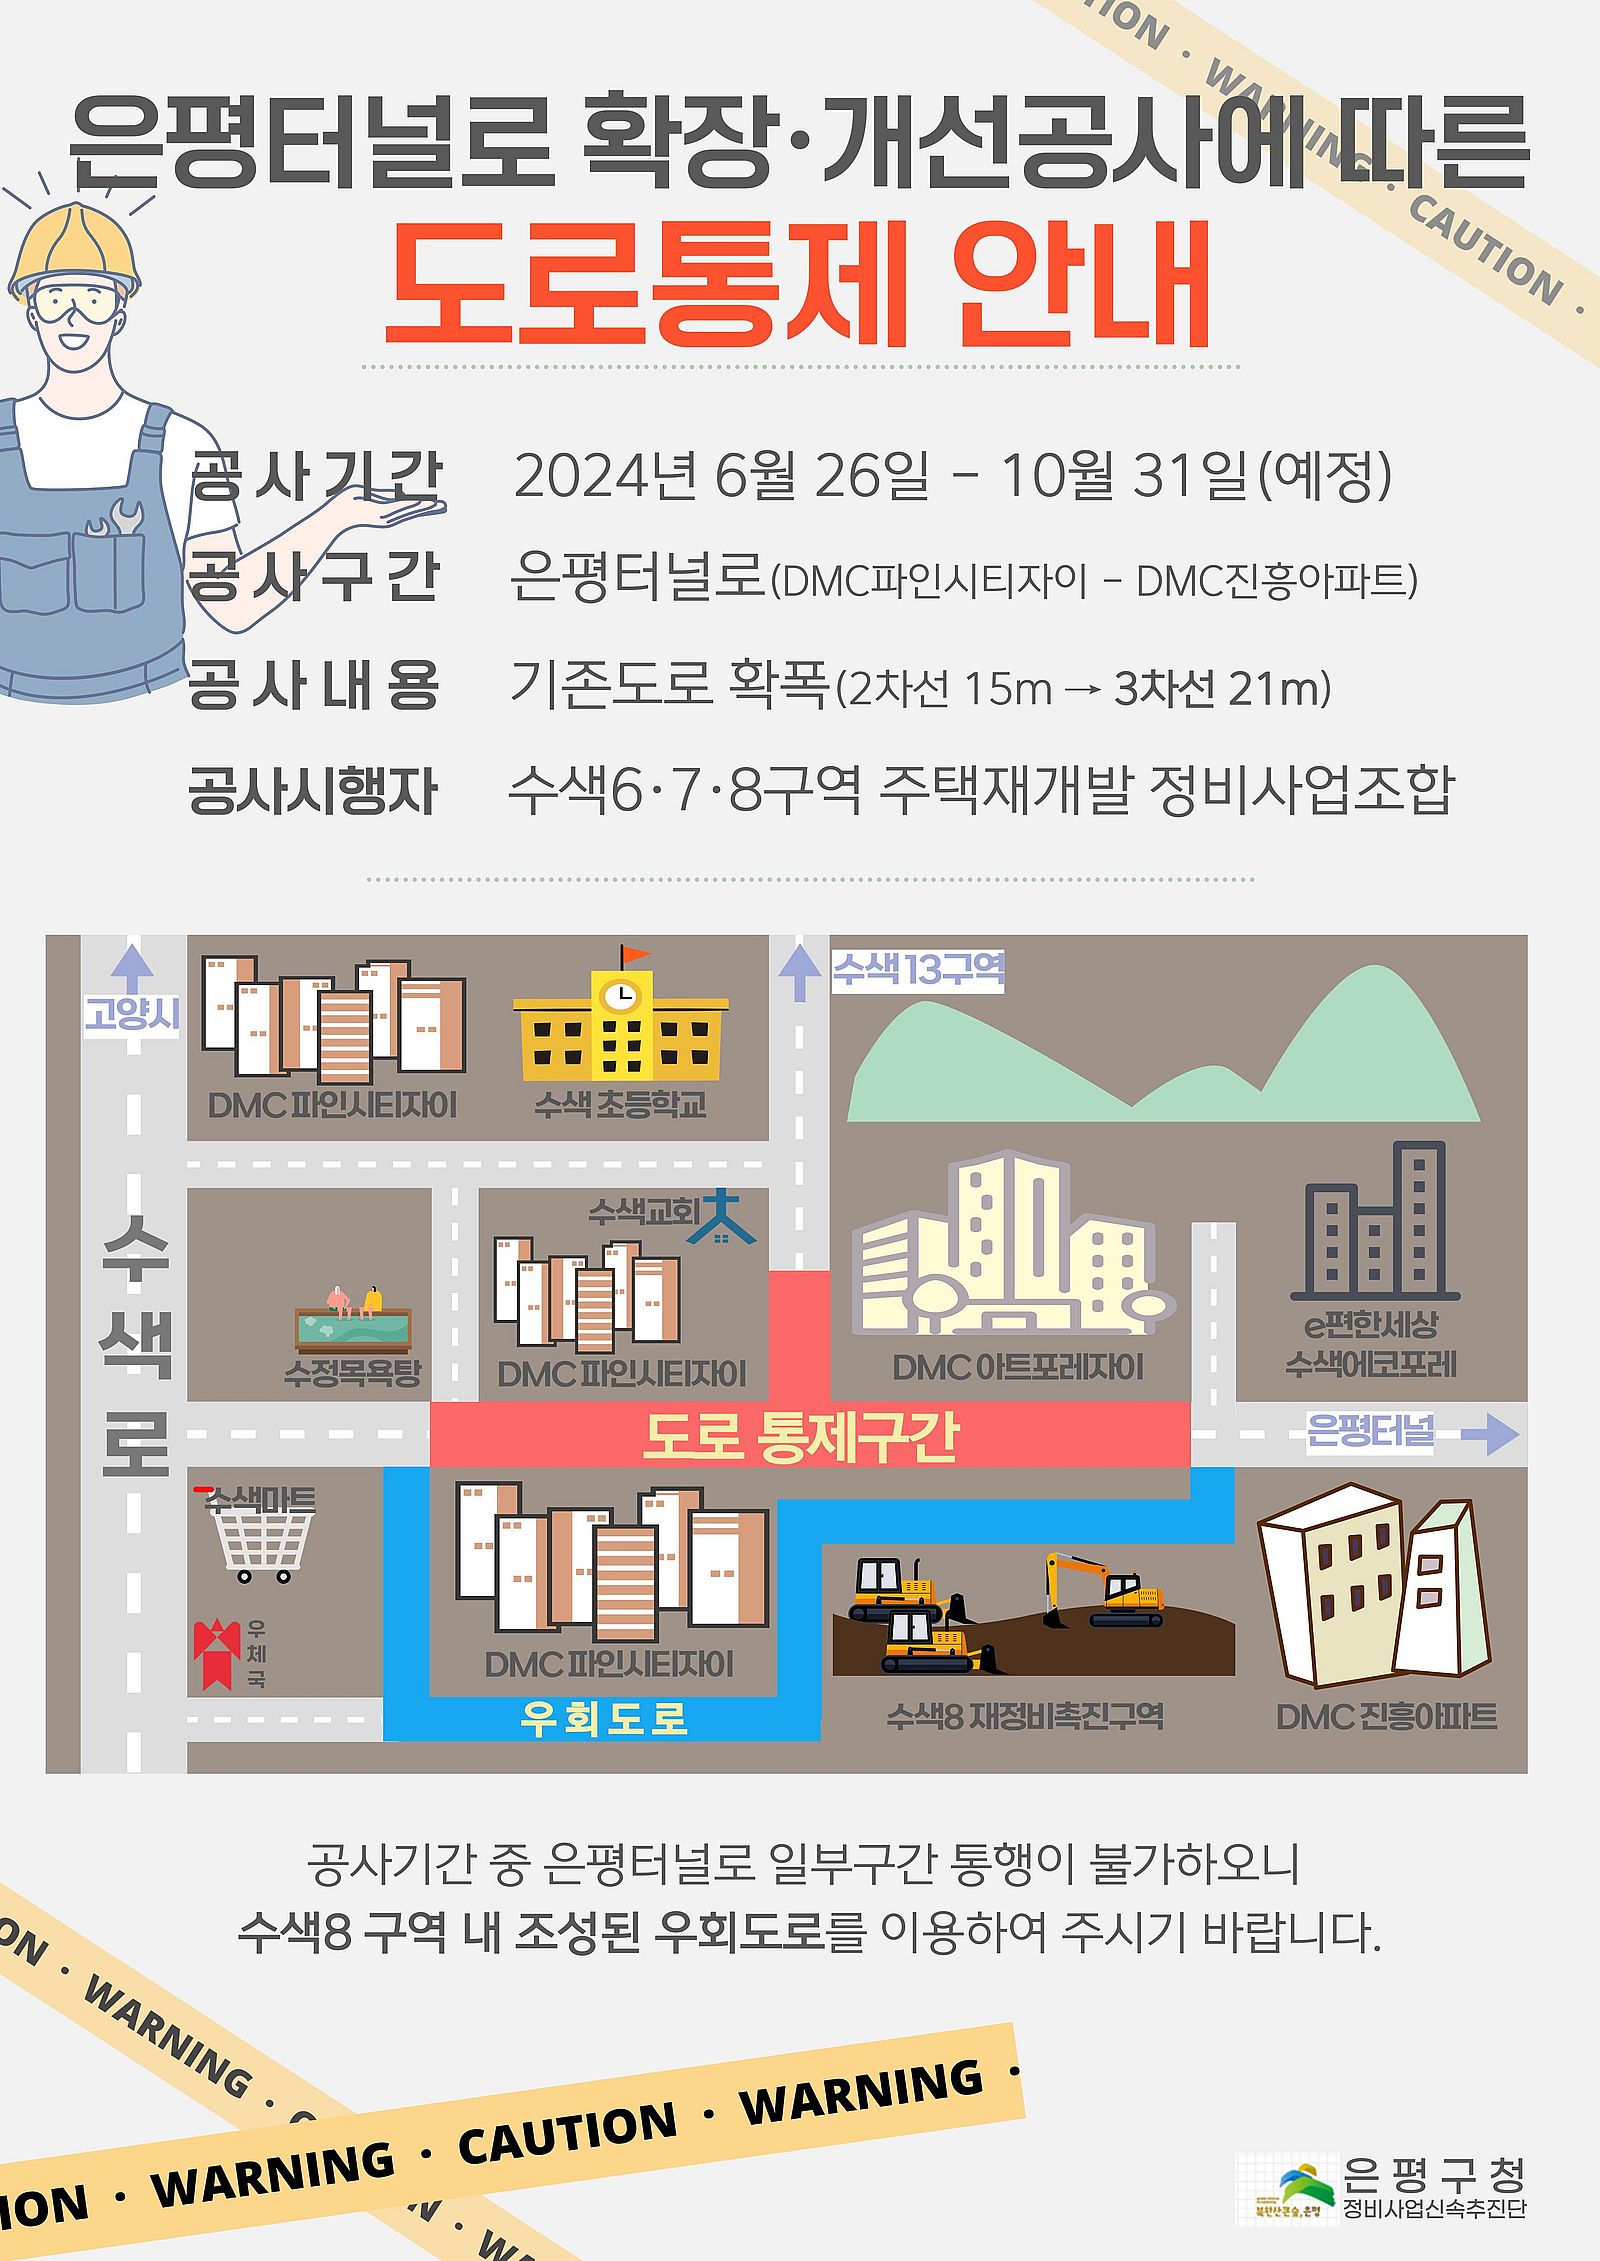 WARNING · CAUTION ·
은평터널로 확장·개선공사에 따른
도로통제 안내
공사기간 2024년 6월 26일 - 10월 31일(예정)
공사구간 은평터널로(DMC파인시티자이 - DMC진흥아파트)
공사내용 기존도로 확폭(2차선 15m → 3차선 21m)
공사시행자 수색6·7·8구역 주택재개발 정비사업조합
고양시
수색 13구역
DMC 파인시티자이
수색 초등학교
수색로
수색교회
수정목욕탕
DMC 파인시티자이
DMC 아트포레자이
e편한세상
수색에코포레
도로 통제구간
은평터널
수색마트
우체국
DMC 파인시티자이
우회도로
수색8 재정비촉진구역
DMC 진흥아파트
공사기간 중 은평터널로 일부구간 통행이 불가하오니
수색8 구역 내 조성된 우회도로를 이용하여 주시기 바랍니다.
· WARNING ·
· WARNING · CAUTION · WARNING ·
북한산큰숲, 은평
은평구청
정비사업신속추진단